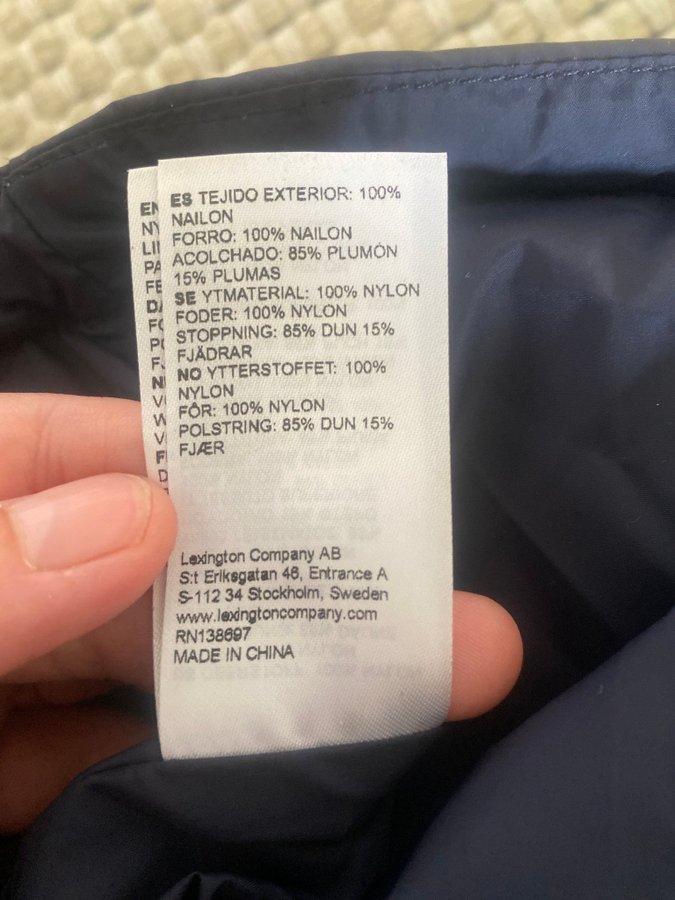 ES TEJIDO EXTERIOR: 100%
NAILON
FORRO: 100% NAILON
ACOLCHADO: 85% PLUMÓN
15% PLUMAS
SE YTMATERIAL: 100% NYLON
FODER: 100% NYLON
STOPPNING: 85% DUN 15%
FJÄDRAR
NO YTTERSTOFFET: 100%
NYLON
FÔR: 100% NYLON
POLSTRING: 85% DUN 15%
FJÆR
Lexington Company AB
S:t Eriksgatan 46, Entrance A
S-112 34 Stockholm, Sweden
www.lexingtoncompany.com
RN138697
MADE IN CHINA